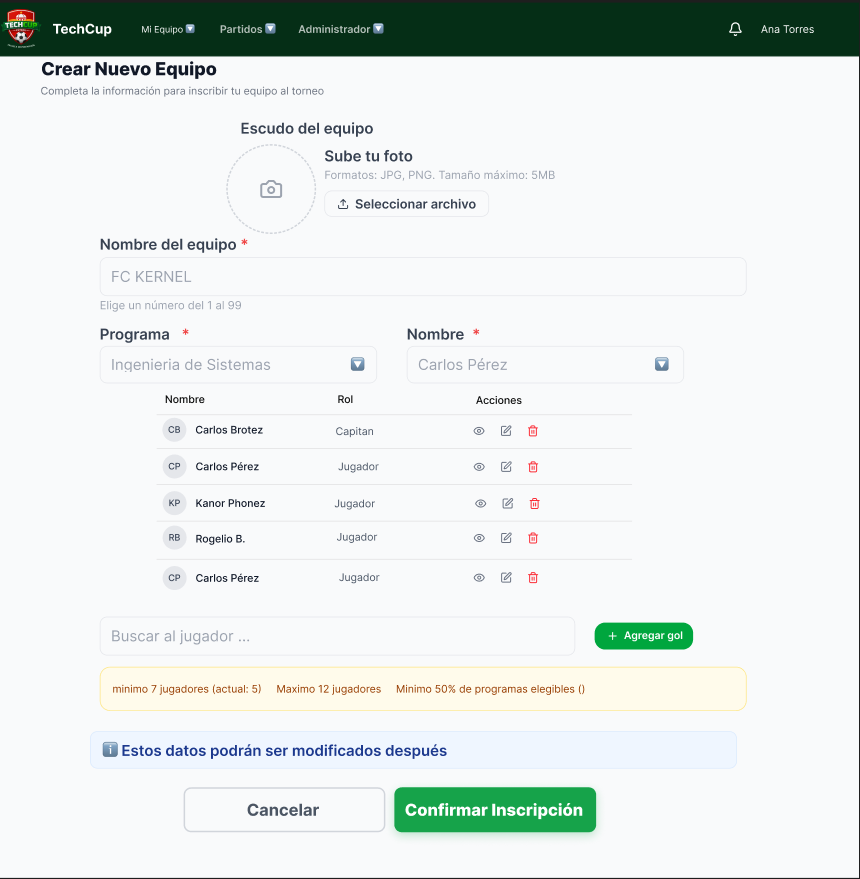 TECHCUP
TechCup
Mi Equipo
Partidos
Administrador
Ana Torres
Crear Nuevo Equipo
Completa la información para inscribir tu equipo al torneo
Escudo del equipo
Sube tu foto
Formatos: JPG, PNG. Tamaño máximo: 5MB
Seleccionar archivo
Nombre del equipo *
FC KERNEL
Elige un número del 1 al 99
Programa *
Nombre *
Ingenieria de Sistemas
Carlos Pérez
Nombre Rol Acciones
CB Carlos Brotez Capitan
CP Carlos Pérez Jugador
KP Kanor Phonez Jugador
RB Rogelio B. Jugador
CP Carlos Pérez Jugador
Buscar al jugador ...
+ Agregar gol
minimo 7 jugadores (actual: 5) Maximo 12 jugadores Minimo 50% de programas elegibles ()
Estos datos podrán ser modificados después
Cancelar
Confirmar Inscripción